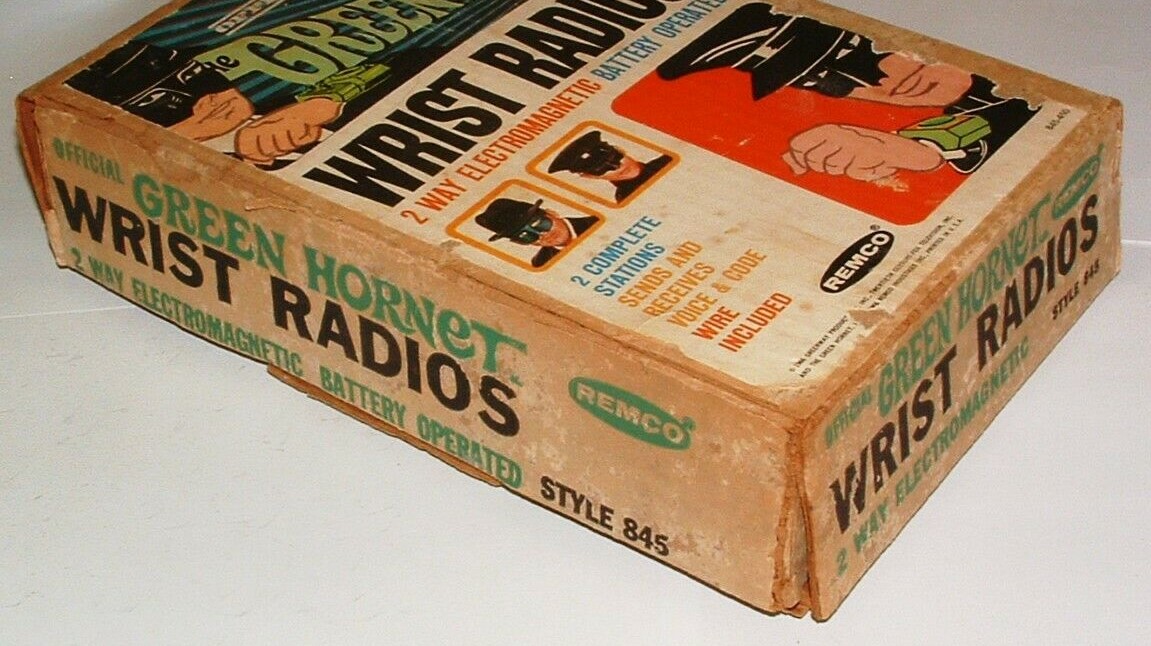 The GREEN
WRIST RADIOS
2 WAY ELECTROMAGNETIC BATTERY OPERATED
2 COMPLETE
STATIONS
SENDS AND
RECEIVES
VOICE & CODE
WIRE
INCLUDED
REMCO®
OFFICIAL GREEN HORNET
WRIST RADIOS
2 WAY ELECTROMAGNETIC BATTERY OPERATED
REMCO®
STYLE 845
OFFICIAL GREEN HORNET REMCO
WRIST RADIOS
2 WAY ELECTROMAGNETIC
STYLE 845